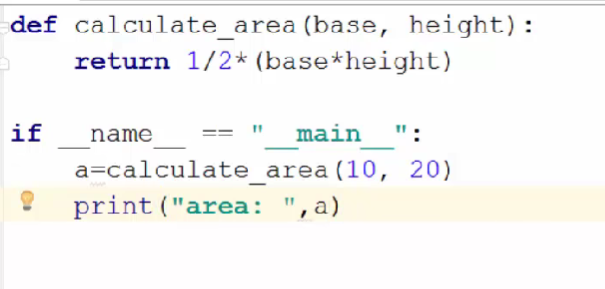 def calculate_area(base, height):
    return 1/2*(base*height)

if __name__ == "__main__":
    a=calculate_area(10, 20)
    print("area: ",a)